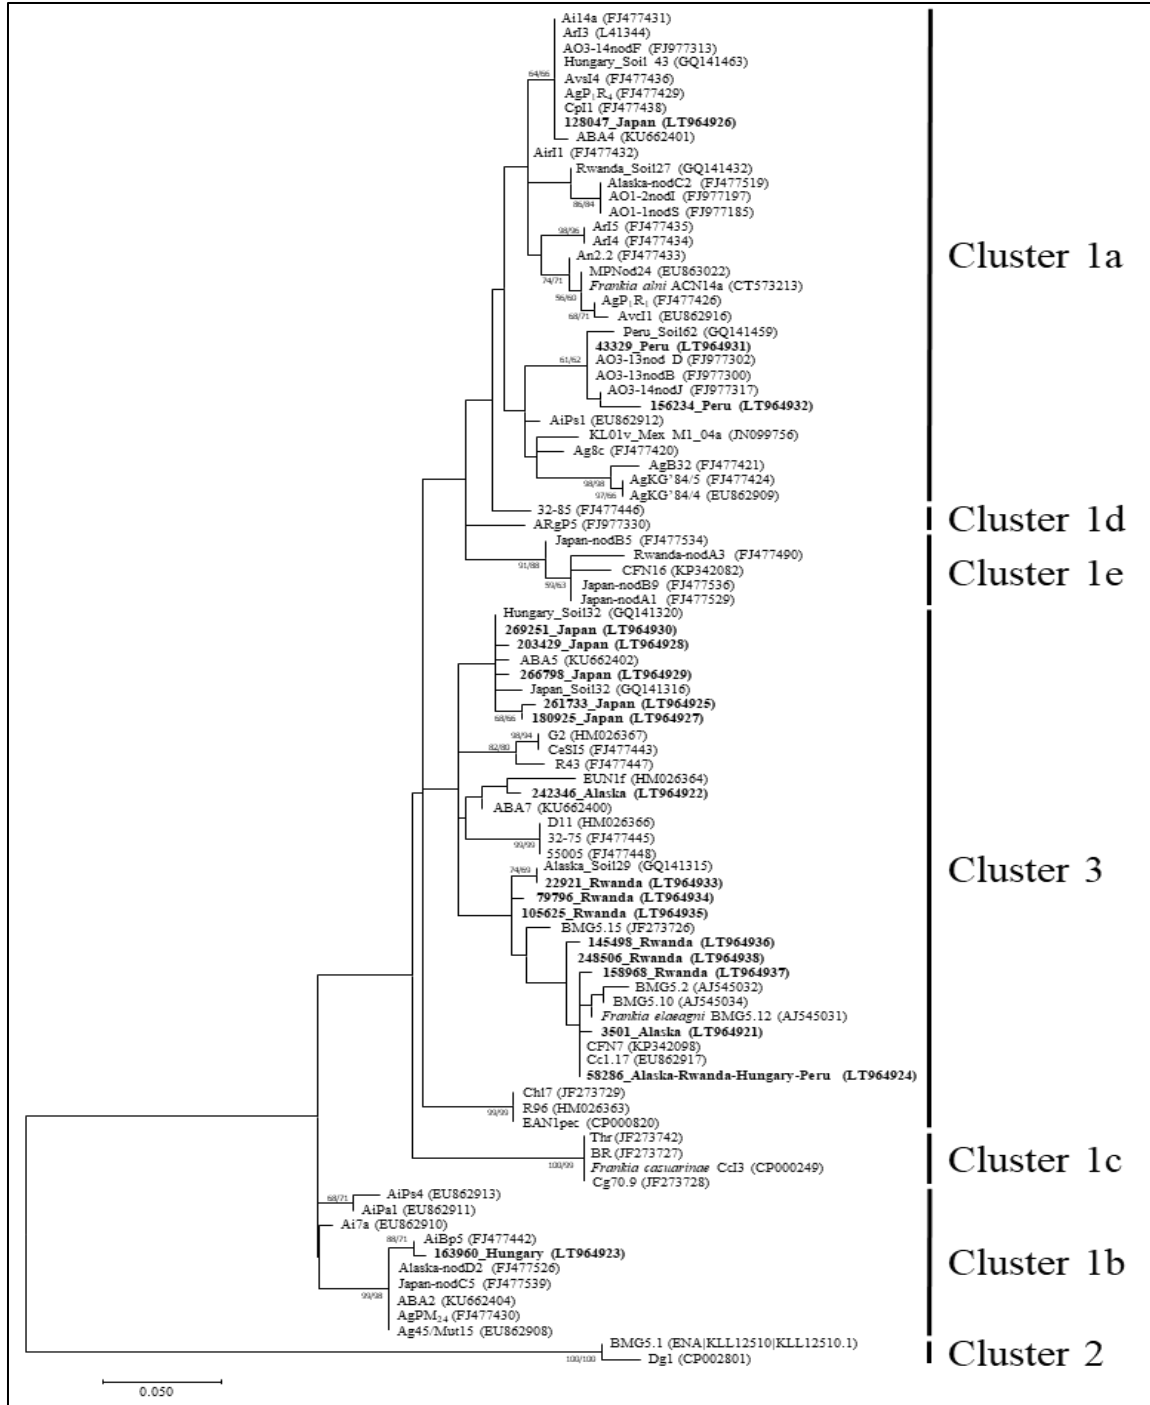 Ai14a (FJ477431)
ArI3 (L41344)
AO3-14nodF (FJ977313)
Hungary_Soil 43 (GQ141463)
64/66
AvsI4 (FJ477436)
AgP₁R₄ (FJ477429)
CpI1 (FJ477438)
128047_Japan (LT964926)
ABA4 (KU662401)
AirI1 (FJ477432)
Rwanda_Soil27 (GQ141432)
Alaska-nodC2 (FJ477519)
AO1-2nodI (FJ977197)
86/84
AO1-1nodS (FJ977185)
ArI5 (FJ477435)
98/96
ArI4 (FJ477434)
An2.2 (FJ477433)
Cluster 1a
MPNod24 (EU863022)
74/71
Frankia alni ACN14a (CT573213)
56/60
AgP₁R₁ (FJ477426)
68/71
AvcI1 (EU862916)
Peru_Soil62 (GQ141459)
43329_Peru (LT964931)
61/62
AO3-13nod D (FJ977302)
AO3-13nodB (FJ977300)
AO3-14nodJ (FJ977317)
156234_Peru (LT964932)
AiPs1 (EU862912)
KL01v_Mex M1_04a (JN099756)
Ag8c (FJ477420)
AgB32 (FJ477421)
98/98
AgKG'84/5 (FJ477424)
97/66
AgKG'84/4 (EU862909)
32-85 (FJ477446)
Cluster 1d
ARgP5 (FJ977330)
Japan-nodB5 (FJ477534)
Rwanda-nodA3 (FJ477490)
91/88
CFN16 (KP342082)
Cluster 1e
59/63
Japan-nodB9 (FJ477536)
Japan-nodA1 (FJ477529)
Hungary_Soil32 (GQ141320)
269251_Japan (LT964930)
203429_Japan (LT964928)
ABA5 (KU662402)
266798_Japan (LT964929)
Japan_Soil32 (GQ141316)
261733_Japan (LT964925)
68/66
180925_Japan (LT964927)
98/94
G2 (HM026367)
82/80
CeSI5 (FJ477443)
R43 (FJ477447)
EUN1f (HM026364)
242346_Alaska (LT964922)
ABA7 (KU662400)
D11 (HM026366)
32-75 (FJ477445)
99/99
55005 (FJ477448)
Alaska_Soil29 (GQ141315)
74/69
Cluster 3
22921_Rwanda (LT964933)
79796_Rwanda (LT964934)
105625_Rwanda (LT964935)
BMG5.15 (JF273726)
145498_Rwanda (LT964936)
248506_Rwanda (LT964938)
158968_Rwanda (LT964937)
BMG5.2 (AJ545032)
BMG5.10 (AJ545034)
Frankia elaeagni BMG5.12 (AJ545031)
3501_Alaska (LT964921)
CFN7 (KP342098)
Cc1.17 (EU862917)
58286_Alaska-Rwanda-Hungary-Peru (LT964924)
ChI7 (JF273729)
99/99
R96 (HM026363)
EAN1pec (CP000820)
Thr (JF273742)
BR (JF273727)
100/99
Frankia casuarinae CcI3 (CP000249)
Cluster 1c
Cg70.9 (JF273728)
68/71
AiPs4 (EU862913)
AiPa1 (EU862911)
Ai7a (EU862910)
88/71
AiBp5 (FJ477442)
163960_Hungary (LT964923)
Cluster 1b
Alaska-nodD2 (FJ477526)
Japan-nodC5 (FJ477539)
99/98
ABA2 (KU662404)
AgPM₂₄ (FJ477430)
Ag45/Mut15 (EU862908)
BMG5.1 (ENA|KLL12510|KLL12510.1)
Cluster 2
100/100
Dg1 (CP002801)
0.050